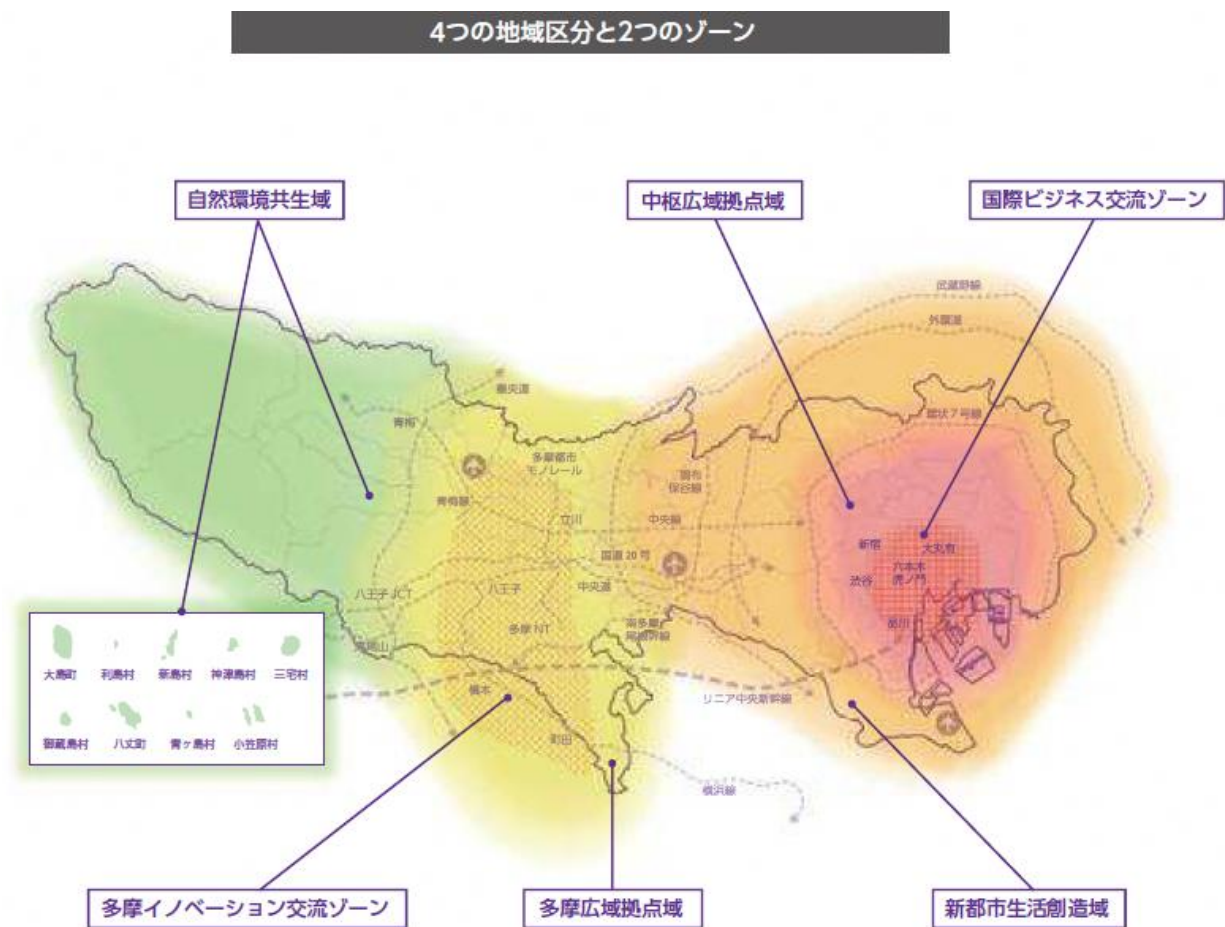 4つの地域区分と2つのゾーン
自然環境共生域
中枢広域拠点域
国際ビジネス交流ゾーン
武蔵野線
外環道
圏央道
環状7号線
青梅
多摩都市
モノレール
調布
保谷線
青梅線
立川
中央線
新宿
大丸有
国道20号
六本木
虎ノ門
渋谷
八王子JCT
八王子
中央道
品川
多摩NT
南多摩
尾根幹線
高尾山
大島町
利島村
新島村
神津島村
三宅村
橋本
リニア中央新幹線
御蔵島村
八丈町
青ヶ島村
小笠原村
町田
横浜線
多摩イノベーション交流ゾーン
多摩広域拠点域
新都市生活創造域